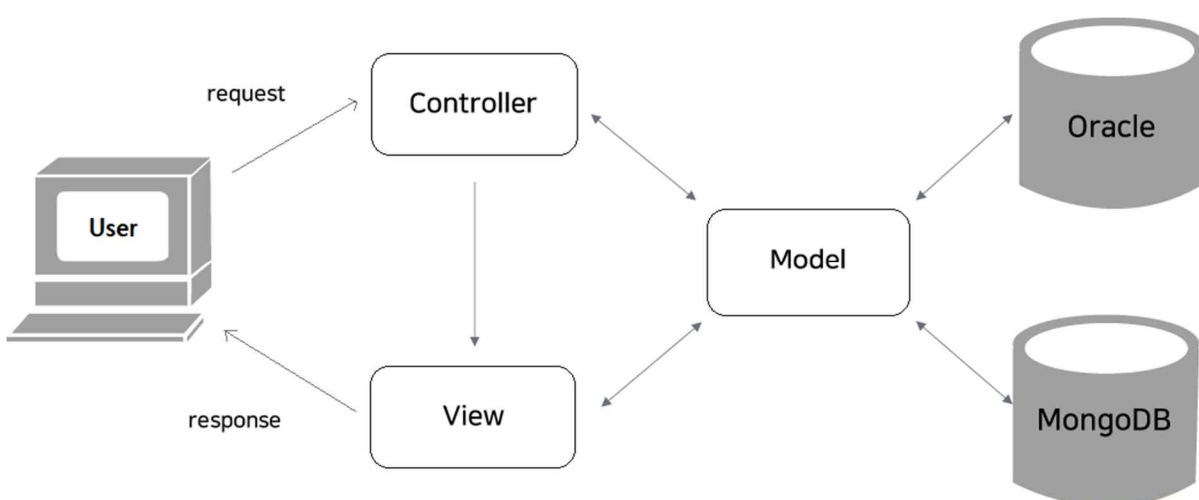 request
Controller
Oracle
User
Model
View
response
MongoDB